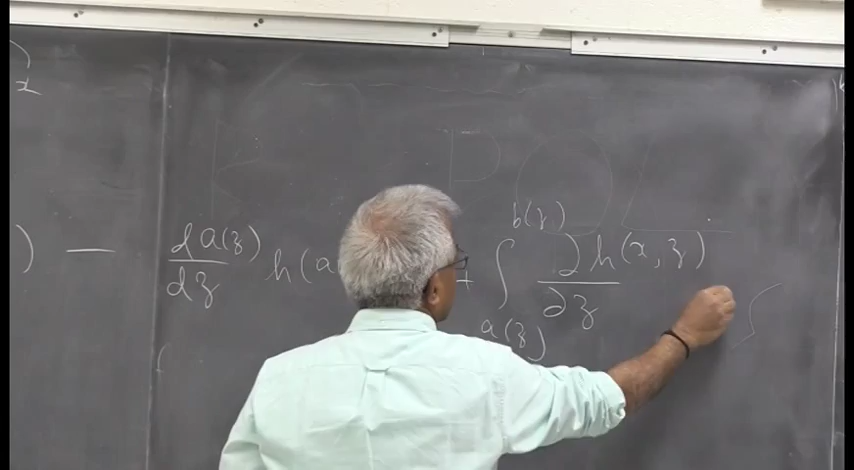 x
b(z)
) — da(z) h(a + ∫ ∂h(x, z)
dz a(z) ∂z